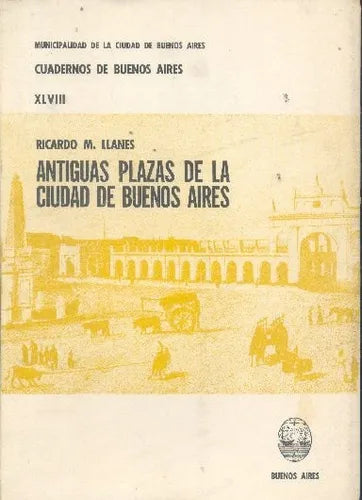 MUNICIPALIDAD DE LA CIUDAD DE BUENOS AIRES
CUADERNOS DE BUENOS AIRES
XLVIII
RICARDO M. LLANES
ANTIGUAS PLAZAS DE LA
CIUDAD DE BUENOS AIRES
BUENOS AIRES